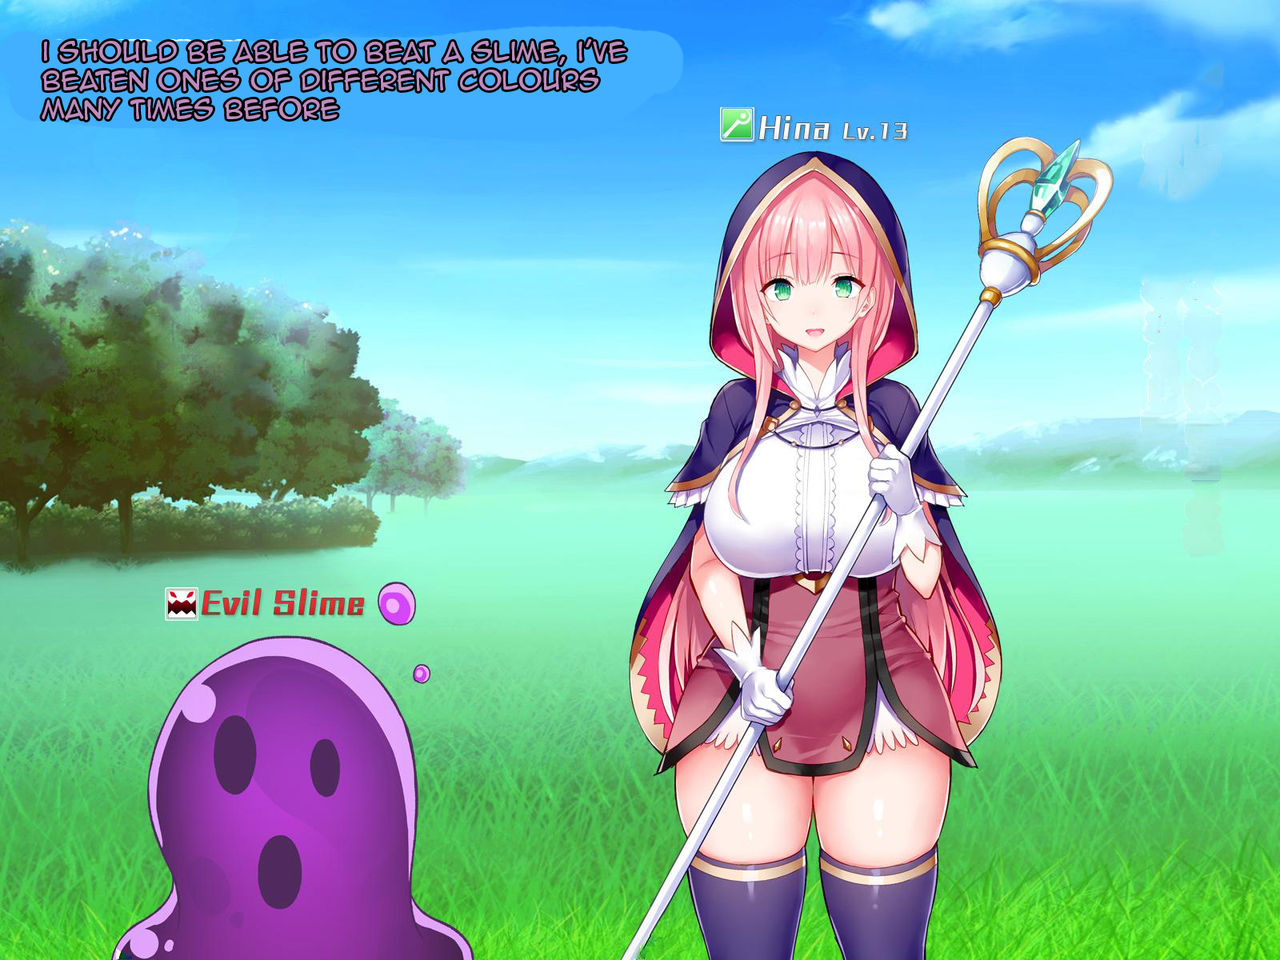 I SHOULD BE ABLE TO BEAT A SLIME, I'VE
BEATEN ONES OF DIFFERENT COLOURS
MANY TIMES BEFORE
Hina Lv.13
Evil Slime